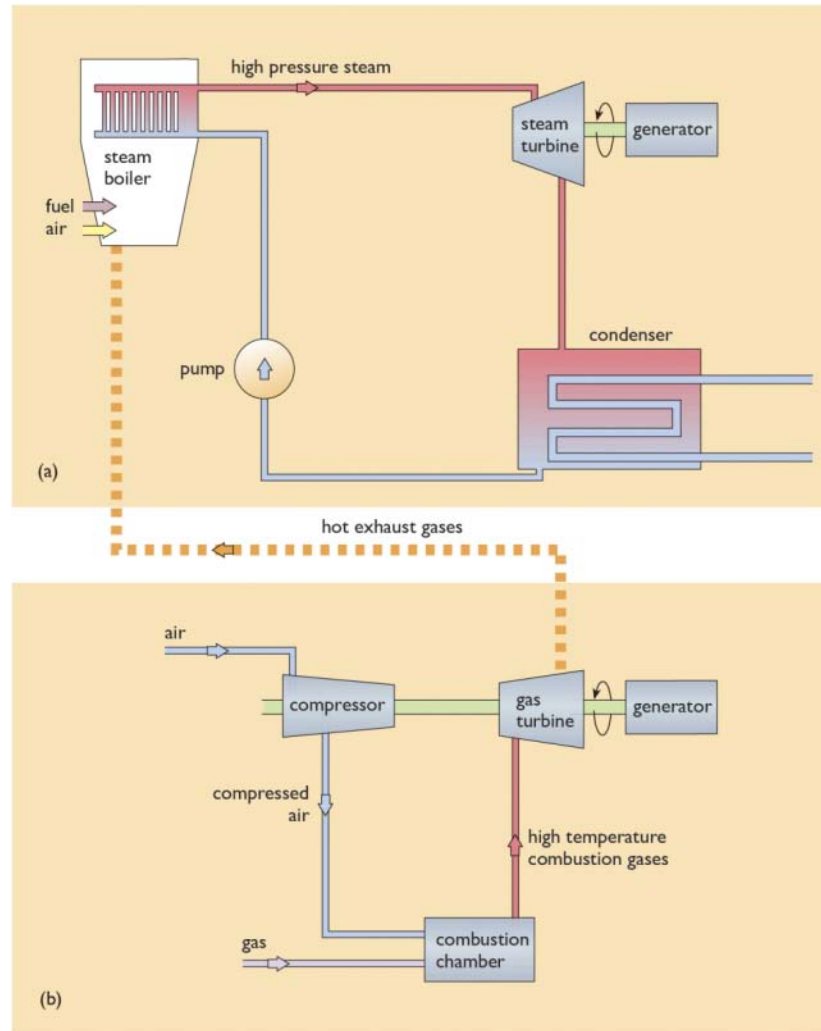 high pressure steam
steam
turbine
generator
steam
boiler
fuel
air
condenser
pump
(a)
hot exhaust gases
air
compressor
gas
turbine
generator
compressed
air
high temperature
combustion gases
gas
combustion
chamber
(b)